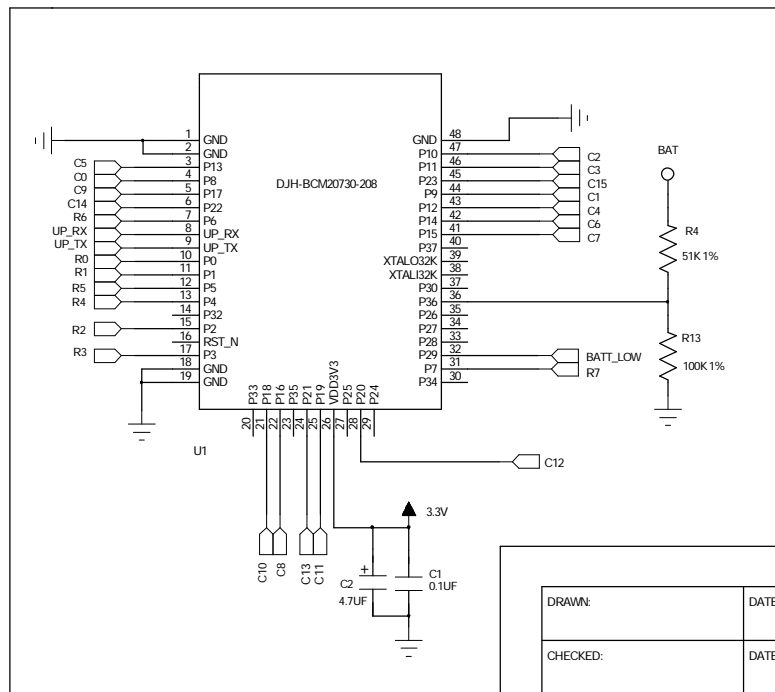 DJH-BCM20730-208
U1
1 GND
2 GND
C5 3 P13
C0 4 P8
C9 5 P17
C14 6 P22
R6 7 P6
UP_RX 8 UP_RX
UP_TX 9 UP_TX
R0 10 P0
R1 11 P1
R5 12 P5
R4 13 P4
14 P32
R2 15 P2
16 RST_N
R3 17 P3
18 GND
19 GND
GND 48
P10 47 C2
P11 46 C3
P23 45 C15
P9 44 C1
P12 43 C4
P14 42 C6
P15 41 C7
P37 40
XTALO32K 39
XTALI32K 38
P30 37
P36 36
P26 35
P27 34
P28 33
P29 32 BATT_LOW
P7 31 R7
P34 30
P33 20
P18 21 C10
P16 22 C8
P35 23
P21 24 C13
P19 25 C11
VDD3V3 26
P25 27
P20 28 C12
P24 29
BAT
R4
51K 1%
R13
100K 1%
3.3V
+
C2
4.7UF
C1
0.1UF
DRAWN:
DATE
CHECKED:
DATE